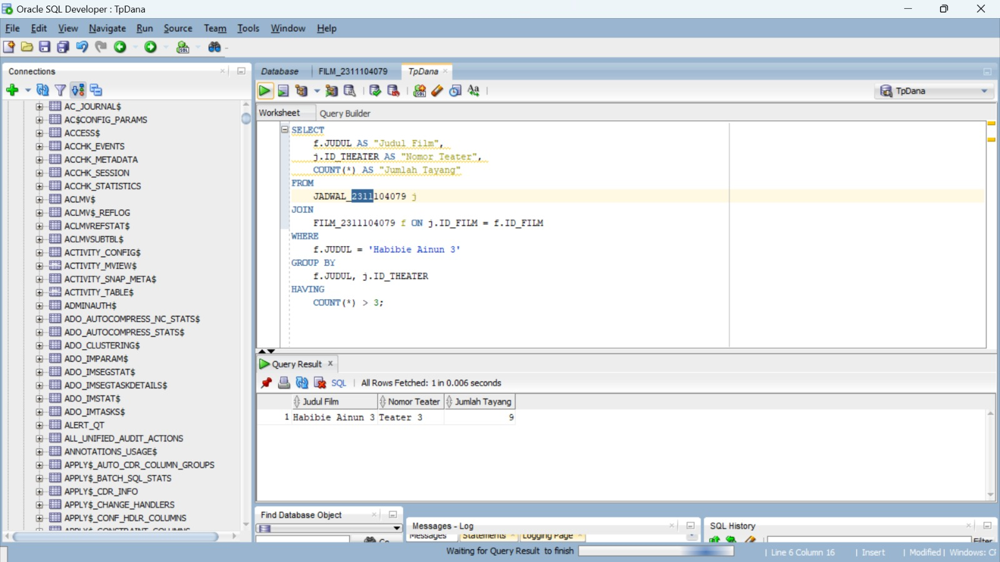 Oracle SQL Developer : TpDana
File Edit View Navigate Run Source Team Tools Window Help
Connections
AC_JOURNAL$
AC$CONFIG_PARAMS
ACCESS$
ACCHK_EVENTS
ACCHK_METADATA
ACCHK_SESSION
ACCHK_STATISTICS
ACLMV$
ACLMV$_REFLOG
ACLMVREFSTAT$
ACLMVSUBTBL$
ACTIVITY_CONFIG$
ACTIVITY_MVIEW$
ACTIVITY_SNAP_META$
ACTIVITY_TABLE$
ADMINAUTH$
ADO_AUTOCOMPRESS_NC_STATS$
ADO_AUTOCOMPRESS_STATS$
ADO_CLUSTERING$
ADO_IMPARAM$
ADO_IMSEGSTAT$
ADO_IMSEGTASKDETAILS$
ADO_IMSTAT$
ADO_IMTASKS$
ALERT_QT
ALL_UNIFIED_AUDIT_ACTIONS
ANNOTATIONS_USAGE$
APPLY$_AUTO_CDR_COLUMN_GROUPS
APPLY$_BATCH_SQL_STATS
APPLY$_CDR_INFO
APPLY$_CHANGE_HANDLERS
APPLY$_CONF_HDLR_COLUMNS
APPLY$_CONSTRAINT_COLUMNS
Database FILM_2311104079 TpDana
TpDana
Worksheet Query Builder
SELECT
f.JUDUL AS "Judul Film",
j.ID_THEATER AS "Nomor Teater",
COUNT(*) AS "Jumlah Tayang"
FROM
JADWAL_2311104079 j
JOIN
FILM_2311104079 f ON j.ID_FILM = f.ID_FILM
WHERE
f.JUDUL = 'Habibie Ainun 3'
GROUP BY
f.JUDUL, j.ID_THEATER
HAVING
COUNT(*) > 3;
Query Result
SQL | All Rows Fetched: 1 in 0.006 seconds
Judul Film Nomor Teater Jumlah Tayang
1 Habibie Ainun 3 Teater 3 9
Find Database Object
Go
Messages - Log
Messages Statements Logging Page
SQL History
Filter
Waiting for Query Result to finish
| Line 6 Column 16 | Insert | Modified | Windows: CF